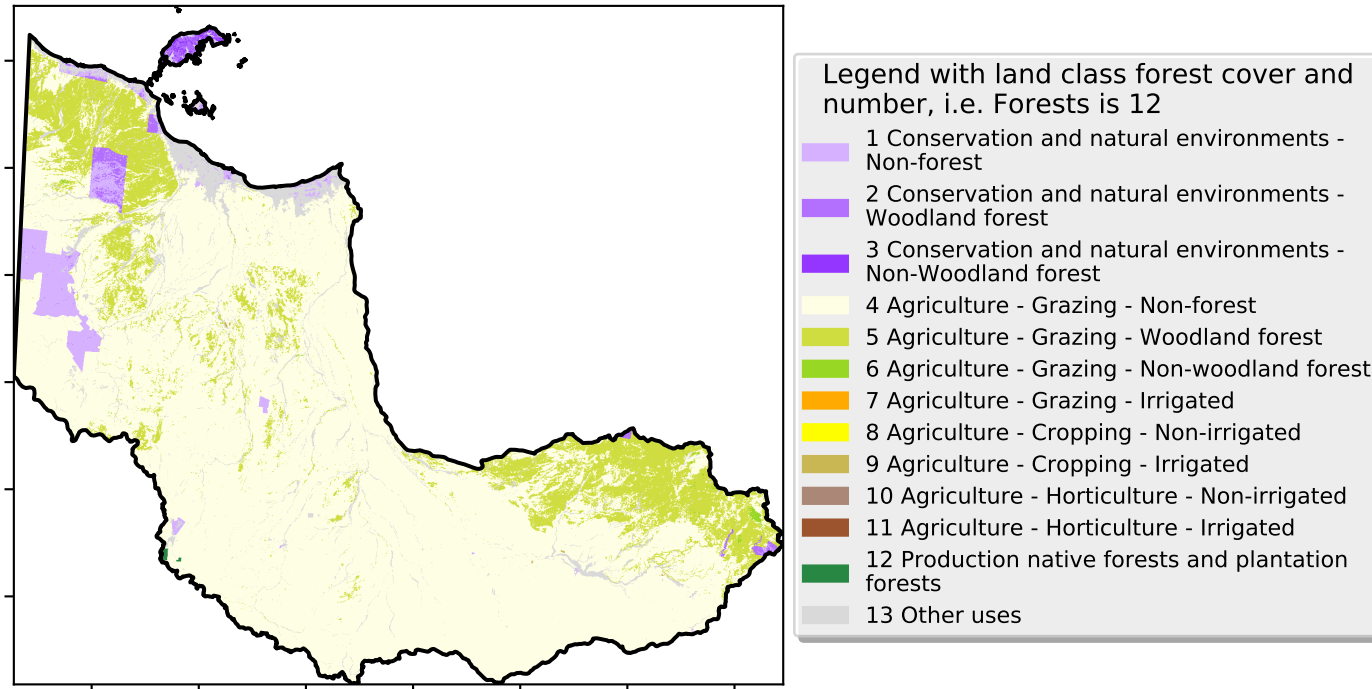 Legend with land class forest cover and
number, i.e. Forests is 12
1 Conservation and natural environments -
Non-forest
2 Conservation and natural environments -
Woodland forest
3 Conservation and natural environments -
Non-Woodland forest
4 Agriculture - Grazing - Non-forest
5 Agriculture - Grazing - Woodland forest
6 Agriculture - Grazing - Non-woodland forest
7 Agriculture - Grazing - Irrigated
8 Agriculture - Cropping - Non-irrigated
9 Agriculture - Cropping - Irrigated
10 Agriculture - Horticulture - Non-irrigated
11 Agriculture - Horticulture - Irrigated
12 Production native forests and plantation
forests
13 Other uses